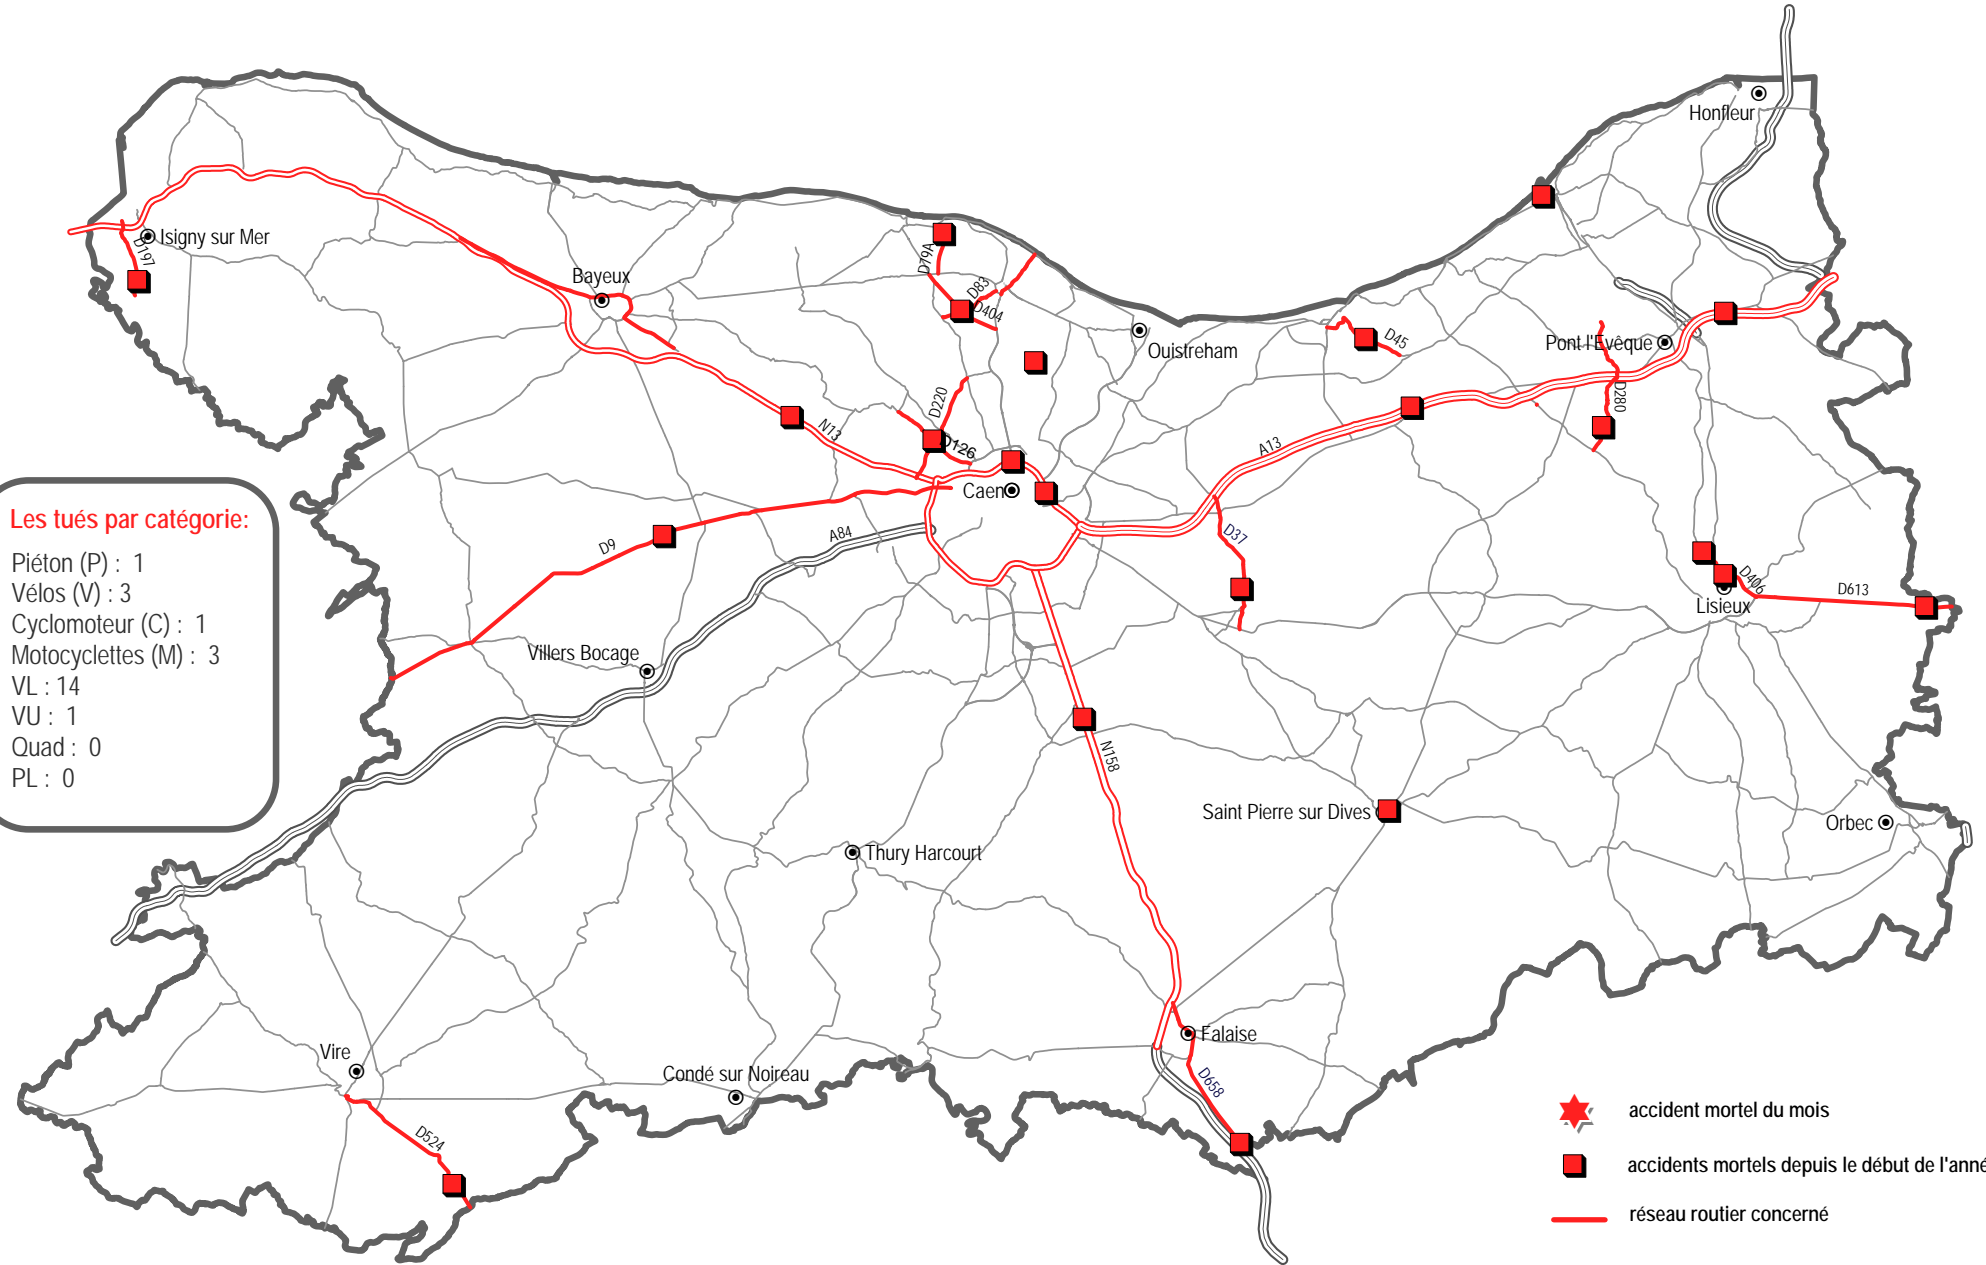 Honfleur
Isigny sur Mer
D197
Bayeux
D79A
D83
D404
Ouistreham
D45
Pont l'Evêque
D280
N13
D220
D126
A13
Caen
Les tués par catégorie:
Piéton (P) : 1
Vélos (V) : 3
Cyclomoteur (C) : 1
Motocyclettes (M) : 3
VL : 14
VU : 1
Quad : 0
PL : 0
D9
A84
D37
D406
D613
Lisieux
Villers Bocage
N158
Saint Pierre sur Dives
Orbec
Thury Harcourt
Falaise
Vire
Condé sur Noireau
D658
D524
accident mortel du mois
accidents mortels depuis le début de l'anné
réseau routier concerné